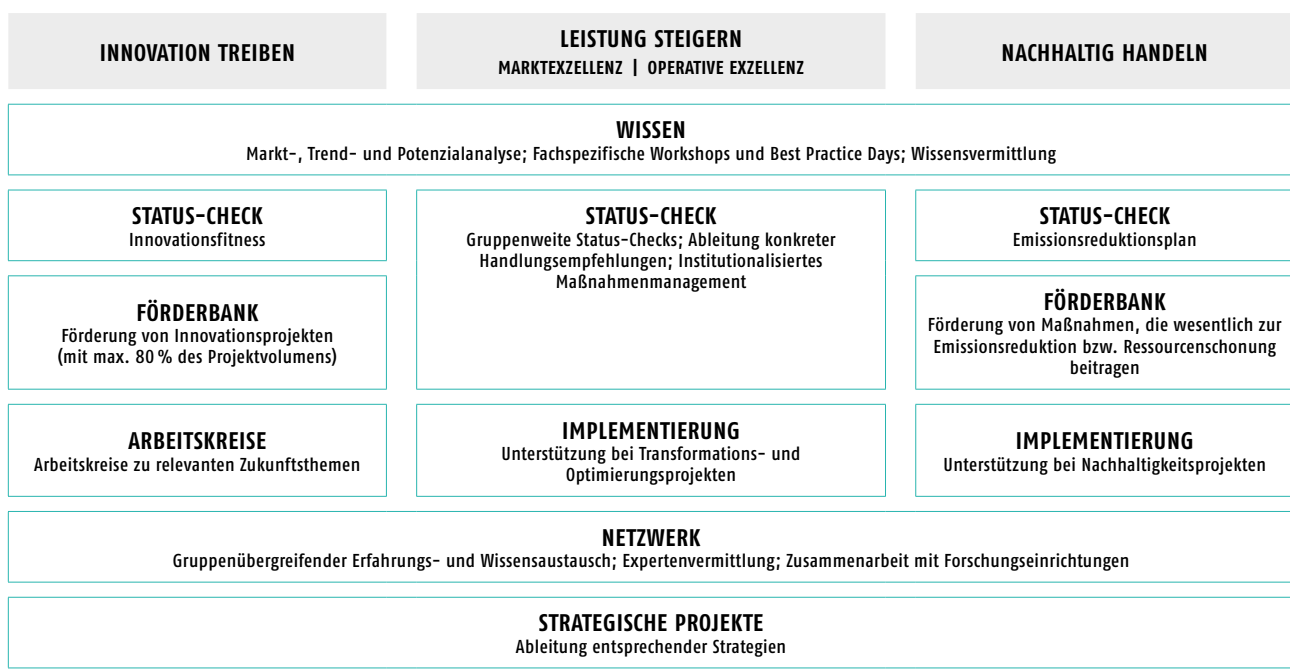 INNOVATION TREIBEN
LEISTUNG STEIGERN
MARKTEXZELLENZ | OPERATIVE EXZELLENZ
NACHHALTIG HANDELN
WISSEN
Markt-, Trend- und Potenzialanalyse; Fachspezifische Workshops und Best Practice Days; Wissensvermittlung
STATUS-CHECK
Innovationsfitness
STATUS-CHECK
Gruppenweite Status-Checks; Ableitung konkreter
Handlungsempfehlungen; Institutionalisiertes
Maßnahmenmanagement
STATUS-CHECK
Emissionsreduktionsplan
FÖRDERBANK
Förderung von Innovationsprojekten
(mit max. 80 % des Projektvolumens)
FÖRDERBANK
Förderung von Maßnahmen, die wesentlich zur
Emissionsreduktion bzw. Ressourcenschonung
beitragen
ARBEITSKREISE
Arbeitskreise zu relevanten Zukunftsthemen
IMPLEMENTIERUNG
Unterstützung bei Transformations- und
Optimierungsprojekten
IMPLEMENTIERUNG
Unterstützung bei Nachhaltigkeitsprojekten
NETZWERK
Gruppenübergreifender Erfahrungs- und Wissensaustausch; Expertenvermittlung; Zusammenarbeit mit Forschungseinrichtungen
STRATEGISCHE PROJEKTE
Ableitung entsprechender Strategien